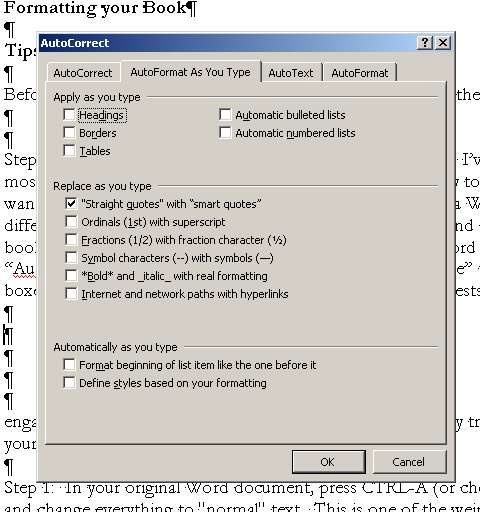 Formatting your Book¶
¶
AutoCorrect
Tips
¶
AutoCorrect AutoFormat As You Type AutoText AutoFormat
Befo the
Apply as you type
¶
Headings Automatic bulleted lists
Borders Automatic numbered lists
¶
Tables
Step I've
most to
Replace as you type
wan
"Straight quotes" with “smart quotes”
diffe and
Ordinals (1st) with superscript
bool ord
Fractions (1/2) with fraction character (½)
Symbol characters (--) with symbols (—)
“Au e”
*Bold* and _italic_ with real formatting
boxe ests
Internet and network paths with hyperlinks
¶
¶
Automatically as you type
¶
Format beginning of list item like the one before it
¶
Define styles based on your formatting
¶
enga y tr
your
OK Cancel
¶
Step 1: In your original Word document, press CTRL-A (or cho
and change everything to "normal" text. This is one of the weir